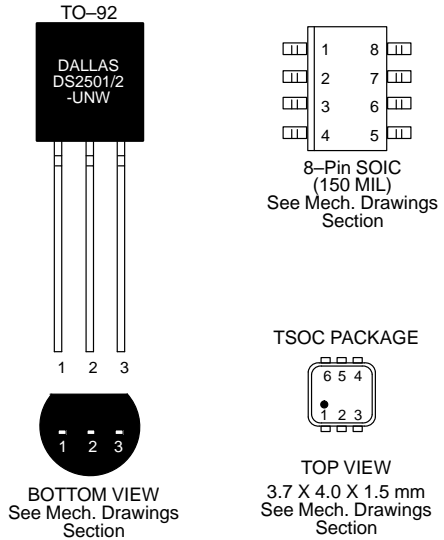 TO–92
DALLAS
DS2501/2
-UNW
1 2 3
1 2 3
BOTTOM VIEW
See Mech. Drawings
Section
1 8
2 7
3 6
4 5
8–Pin SOIC
(150 MIL)
See Mech. Drawings
Section
TSOC PACKAGE
6 5 4
1 2 3
TOP VIEW
3.7 X 4.0 X 1.5 mm
See Mech. Drawings
Section